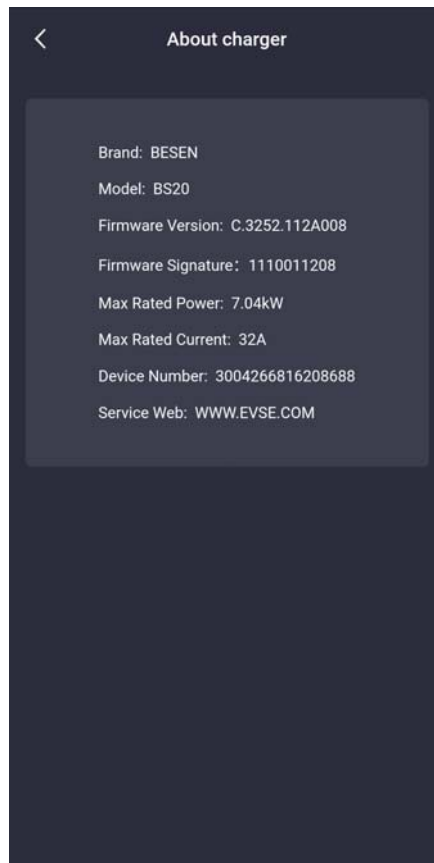 About charger
Brand: BESEN
Model: BS20
Firmware Version: C.3252.112A008
Firmware Signature：1110011208
Max Rated Power: 7.04kW
Max Rated Current: 32A
Device Number: 3004266816208688
Service Web: WWW.EVSE.COM